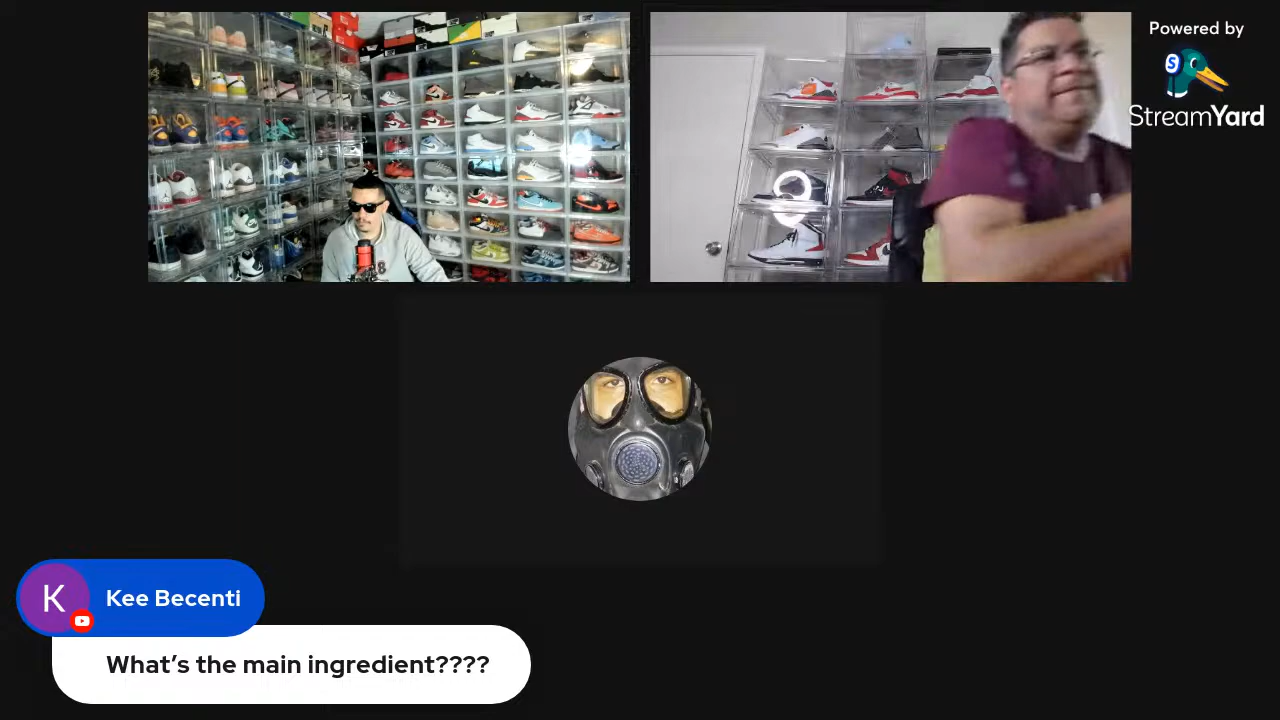 Powered by
StreamYard
K
Kee Becenti
What's the main ingredient????